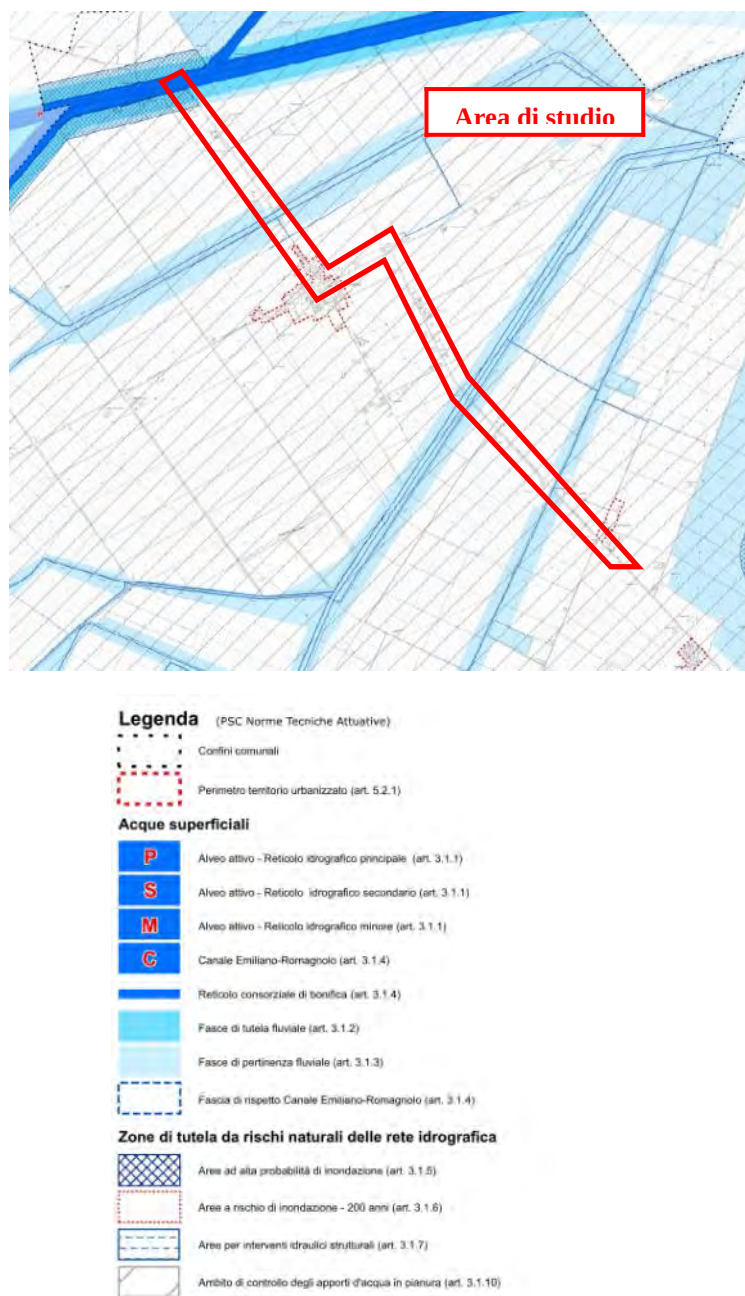 Area di studio
P
Legenda (PSC Norme Tecniche Attuative)
Confini comunali
Perimetro territorio urbanizzato (art. 5.2.1)
Acque superficiali
P Alveo attivo - Reticolo idrografico principale (art. 3.1.1)
S Alveo attivo - Reticolo idrografico secondario (art. 3.1.1)
M Alveo attivo - Reticolo idrografico minore (art. 3.1.1)
C Canale Emiliano-Romagnolo (art. 3.1.4)
Reticolo consorziale di bonifica (art. 3.1.4)
Fasce di tutela fluviale (art. 3.1.2)
Fasce di pertinenza fluviale (art. 3.1.3)
Fascia di rispetto Canale Emiliano-Romagnolo (art. 3.1.4)
Zone di tutela da rischi naturali delle rete idrografica
Aree ad alta probabilità di inondazione (art. 3.1.5)
Aree a rischio di inondazione - 200 anni (art. 3.1.6)
Aree per interventi idraulici strutturali (art. 3.1.7)
Ambito di controllo degli apporti d'acqua in pianura (art. 3.1.10)